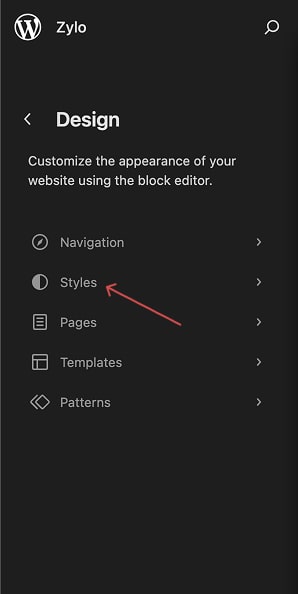 Zylo
Design
Customize the appearance of your
website using the block editor.
Navigation
Styles
Pages
Templates
Patterns